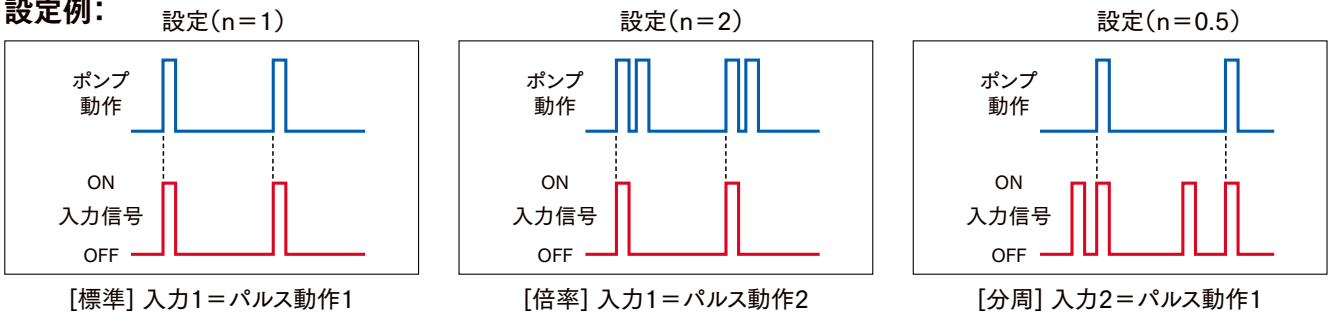 設定例：
設定（n＝1）
ポンプ
動作
ON
入力信号
OFF
［標準］ 入力1＝パルス動作1
設定（n＝2）
ポンプ
動作
ON
入力信号
OFF
［倍率］ 入力1＝パルス動作2
設定（n＝0.5）
ポンプ
動作
ON
入力信号
OFF
［分周］ 入力2＝パルス動作1